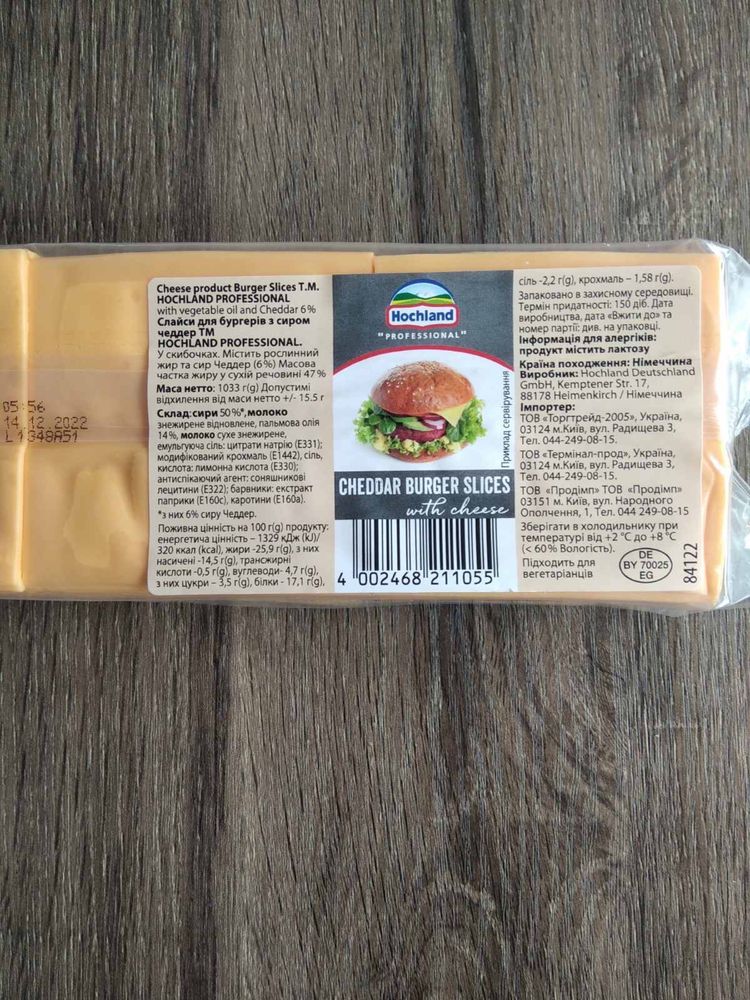 05:56
14.12.2022
L1348A51
Cheese product Burger Slices T.M.
HOCHLAND PROFESSIONAL
with vegetable oil and Cheddar 6%
Слайси для бургерів з сиром
чеддер ТМ
HOCHLAND PROFESSIONAL.
У скибочках. Містить рослинний
жир та сир Чеддер (6%) Масова
частка жиру у сухій речовині 47%
Маса нетто: 1033 г(g) Допустимі
відхилення від маси нетто +/- 15.5 г
Склад: сири 50%*, молоко
знежирене відновлене, пальмова олія
14%, молоко сухе знежирене,
емульгуюча сіль: цитрати натрію (E331);
модифікований крохмаль (E1442), сіль,
кислота: лимонна кислота (E330);
антиспікаючий агент: соняшникові
лецитини (E322); барвники: екстракт
паприки (E160c), каротини (E160a).
*з них 6% сиру Чеддер.
Поживна цінність на 100 г(g) продукту:
енергетична цінність – 1329 кДж (kJ)/
320 ккал (kcal), жири -25,9 г(g), з них
насичені -14,5 г(g), трансжирні
кислоти -0,5 г(g), вуглеводи- 4,7 г(g),
з них цукри – 3,5 г(g), білки - 17,1 г(g),
Hochland
"PROFESSIONAL"
Приклад сервірування
CHEDDAR BURGER SLICES
with cheese
4 002468 211055
сіль -2,2 г(g), крохмаль – 1,58 г(g).
Запаковано в захисному середовищі.
Термін придатності: 150 діб. Дата
виробництва, дата «Вжити до» та
номер партії: див. на упаковці.
Інформація для алергіків:
продукт містить лактозу
Країна походження: Німеччина
Виробник: Hochland Deutschland
GmbH, Kemptener Str. 17,
88178 Heimenkirch / Німеччина
Імпортер:
ТОВ «Торгтрейд-2005», Україна,
03124 м.Київ, вул. Радищева 3,
Тел. 044-249-08-15.
ТОВ «Термінал-прод», Україна,
03124 м.Київ, вул. Радищева 3,
Тел. 044-249-08-15.
ТОВ «Продімп» ТОВ «Продімп»
03151 м. Київ, вул. Народного
Ополчення, 1, Тел. 044 249-08-15
Зберігати в холодильнику при
температурі від +2 °C до +8 °C
(< 60% Вологість).
Підходить для
вегетаріанців
DE
BY 70025
EG
84122